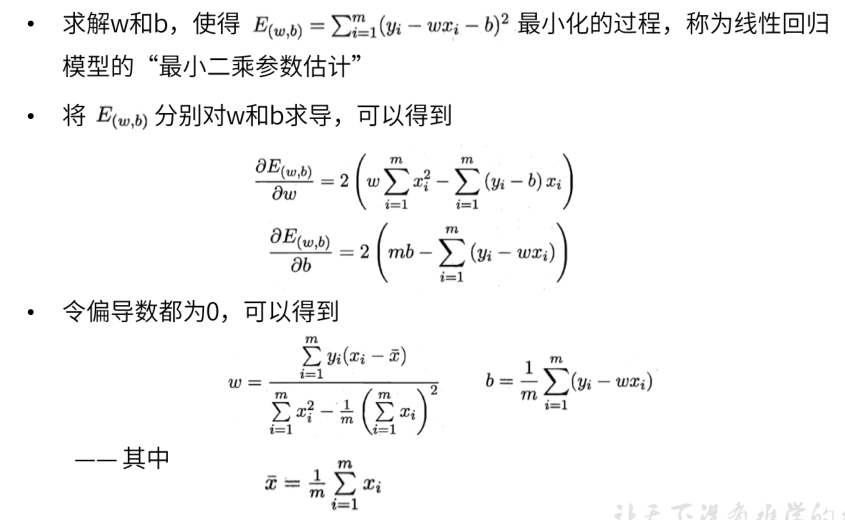 • 求解w和b，使得 E_{(w,b)} = \sum_{i=1}^{m}(y_i - wx_i - b)^2 最小化的过程，称为线性回归
模型的“最小二乘参数估计”
• 将 E_{(w,b)} 分别对w和b求导，可以得到
\frac{\partial E_{(w,b)}}{\partial w} = 2\left(w\sum_{i=1}^{m}x_i^2 - \sum_{i=1}^{m}(y_i - b)x_i\right)
\frac{\partial E_{(w,b)}}{\partial b} = 2\left(mb - \sum_{i=1}^{m}(y_i - wx_i)\right)
• 令偏导数都为0，可以得到
w = \frac{\sum_{i=1}^{m}y_i(x_i - \bar{x})}{\sum_{i=1}^{m}x_i^2 - \frac{1}{m}\left(\sum_{i=1}^{m}x_i\right)^2} b = \frac{1}{m}\sum_{i=1}^{m}(y_i - wx_i)
—— 其中
\bar{x} = \frac{1}{m}\sum_{i=1}^{m}x_i